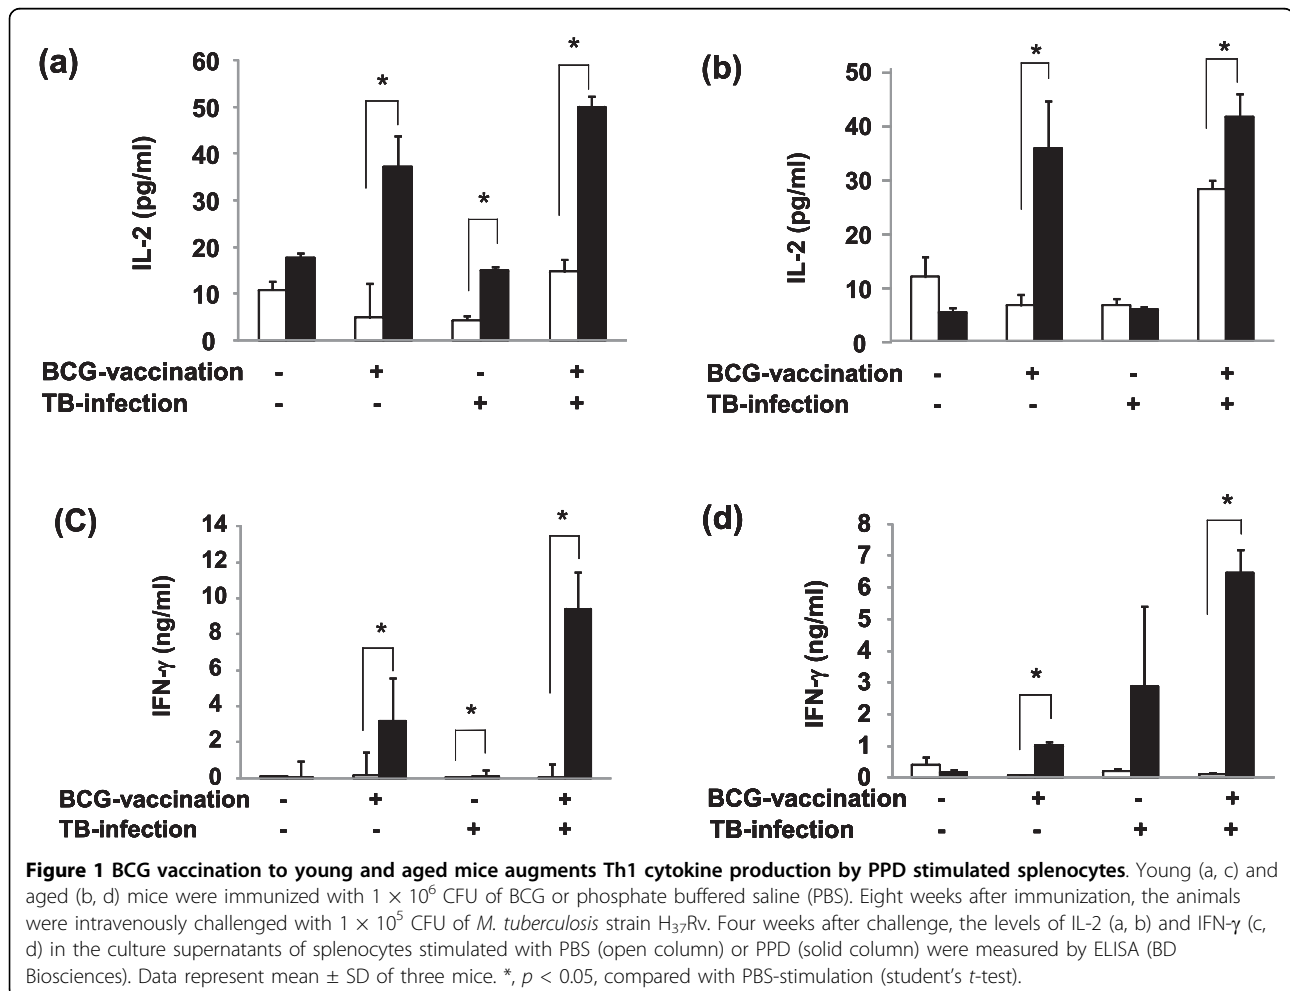 (a)
*
*
*
*
60
50
40
30
20
10
0
IL-2 (pg/ml)
BCG-vaccination - + - +
TB-infection - - + +
(b)
*
*
50
40
30
20
10
0
IL-2 (pg/ml)
BCG-vaccination - + - +
TB-infection - - + +
(C)
*
*
*
14
12
10
8
6
4
2
0
IFN-γ (ng/ml)
BCG-vaccination - + - +
TB-infection - - + +
(d)
*
*
8
7
6
5
4
3
2
1
0
IFN-γ (ng/ml)
BCG-vaccination - + - +
TB-infection - - + +
Figure 1 BCG vaccination to young and aged mice augments Th1 cytokine production by PPD stimulated splenocytes. Young (a, c) and
aged (b, d) mice were immunized with 1 × 10⁶ CFU of BCG or phosphate buffered saline (PBS). Eight weeks after immunization, the animals
were intravenously challenged with 1 × 10⁵ CFU of M. tuberculosis strain H₃₇Rv. Four weeks after challenge, the levels of IL-2 (a, b) and IFN-γ (c,
d) in the culture supernatants of splenocytes stimulated with PBS (open column) or PPD (solid column) were measured by ELISA (BD
Biosciences). Data represent mean ± SD of three mice. *, p < 0.05, compared with PBS-stimulation (student's t-test).